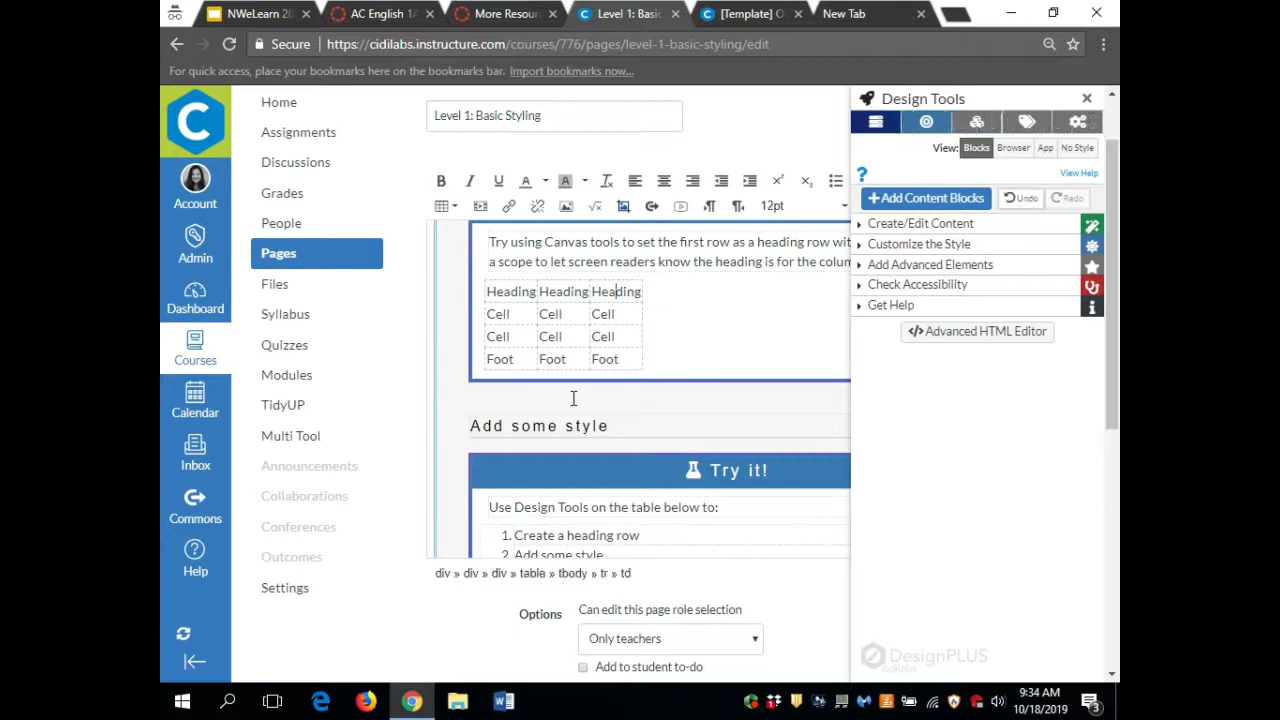 NWeLearn 20
AC English 1A
More Resour
Level 1: Basic
[Template] O
New Tab
Secure
https://cidilabs.instructure.com/courses/776/pages/level-1-basic-styling/edit
For quick access, place your bookmarks here on the bookmarks bar. Import bookmarks now...
Account
Admin
Dashboard
Courses
Calendar
Inbox
Commons
Help
Home
Assignments
Discussions
Grades
People
Pages
Files
Syllabus
Quizzes
Modules
TidyUP
Multi Tool
Announcements
Collaborations
Conferences
Outcomes
Settings
Level 1: Basic Styling
12pt
Try using Canvas tools to set the first row as a heading row wit
a scope to let screen readers know the heading is for the colum
Heading Heading Heading
Cell Cell Cell
Cell Cell Cell
Foot Foot Foot
Add some style
Try it!
Use Design Tools on the table below to:
1. Create a heading row
2. Add some style
div » div » div » table » tbody » tr » td
Options
Can edit this page role selection
Only teachers
Add to student to-do
Design Tools
View: Blocks Browser App No Style
View Help
+Add Content Blocks Undo Redo
Create/Edit Content
Customize the Style
Add Advanced Elements
Check Accessibility
Get Help
</> Advanced HTML Editor
DesignPLUS
cidilabs
9:34 AM
10/18/2019
3